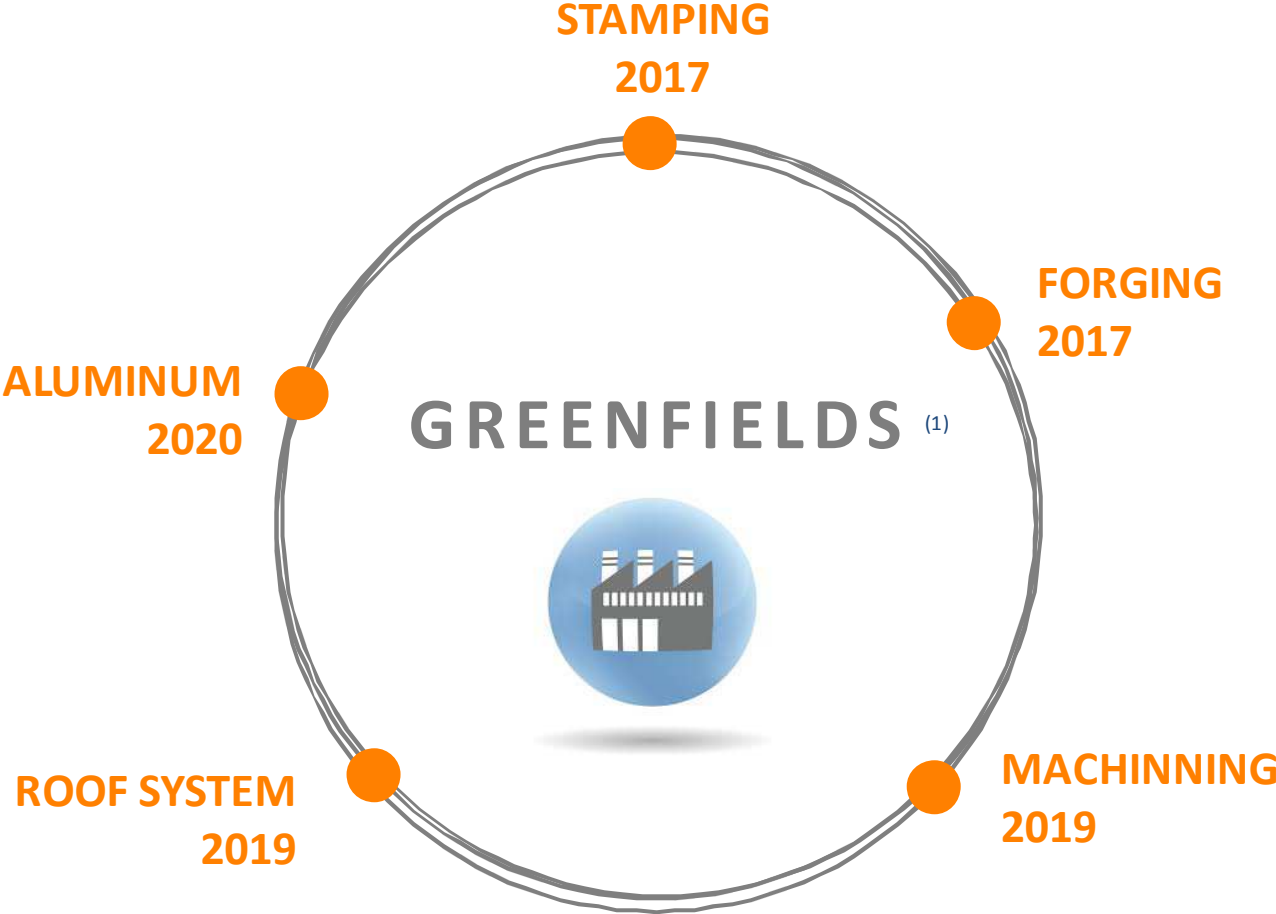 STAMPING
2017
FORGING
2017
ALUMINUM
2020
GREENFIELDS (1)
MACHINNING
2019
ROOF SYSTEM
2019